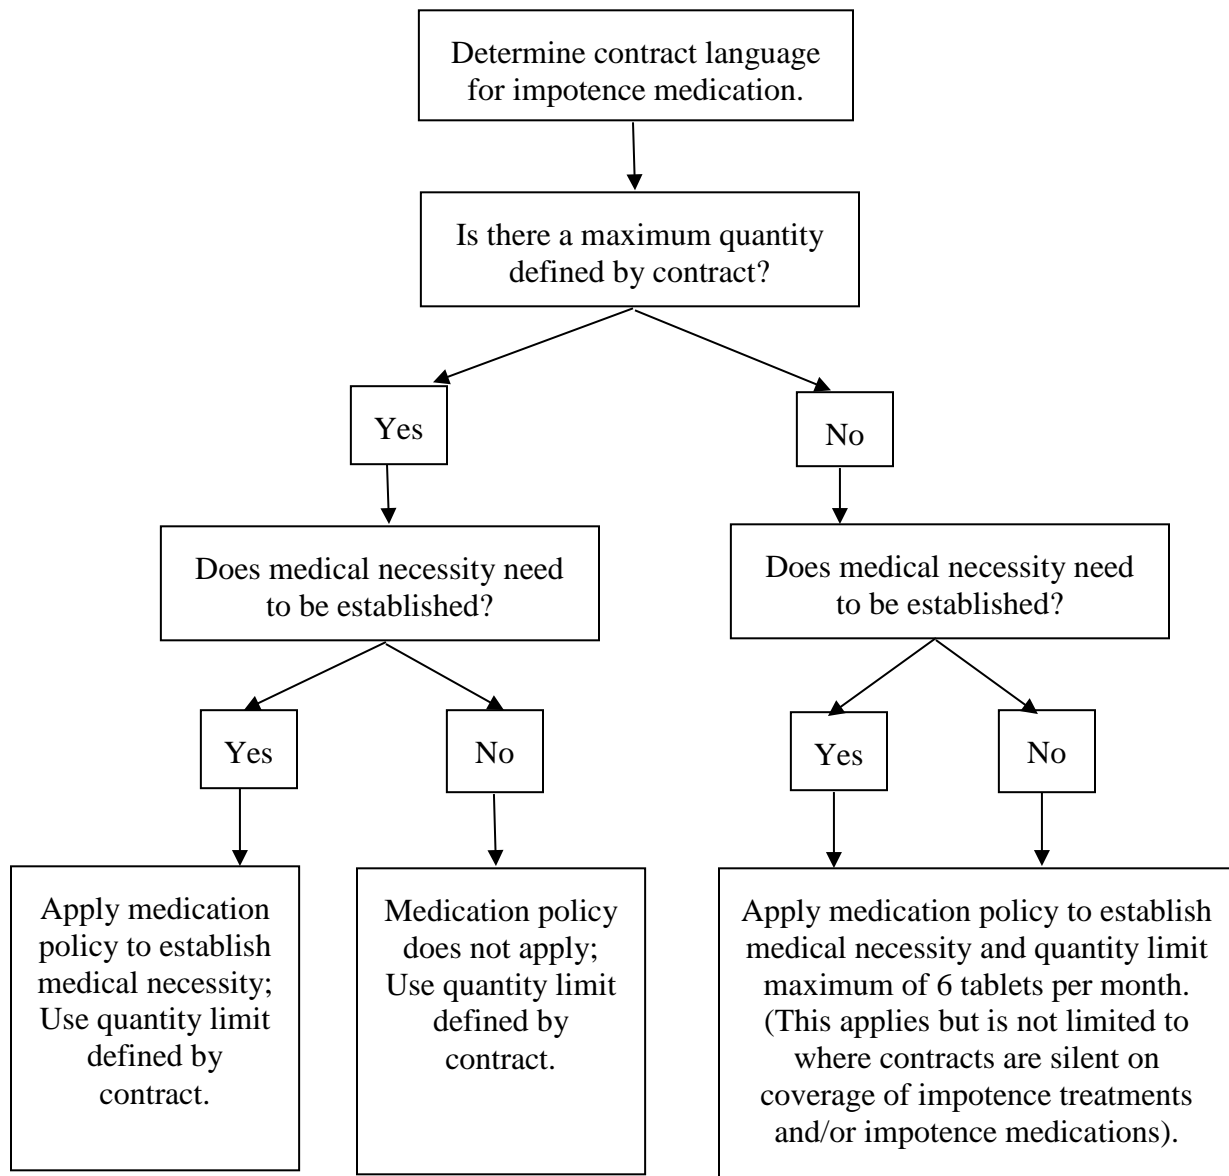 Determine contract language
for impotence medication.
Is there a maximum quantity
defined by contract?
Yes
No
Does medical necessity need
to be established?
Does medical necessity need
to be established?
Yes
No
Yes
No
Apply medication
policy to establish
medical necessity;
Use quantity limit
defined by
contract.
Medication policy
does not apply;
Use quantity limit
defined by
contract.
Apply medication policy to establish
medical necessity and quantity limit
maximum of 6 tablets per month.
(This applies but is not limited to
where contracts are silent on
coverage of impotence treatments
and/or impotence medications).